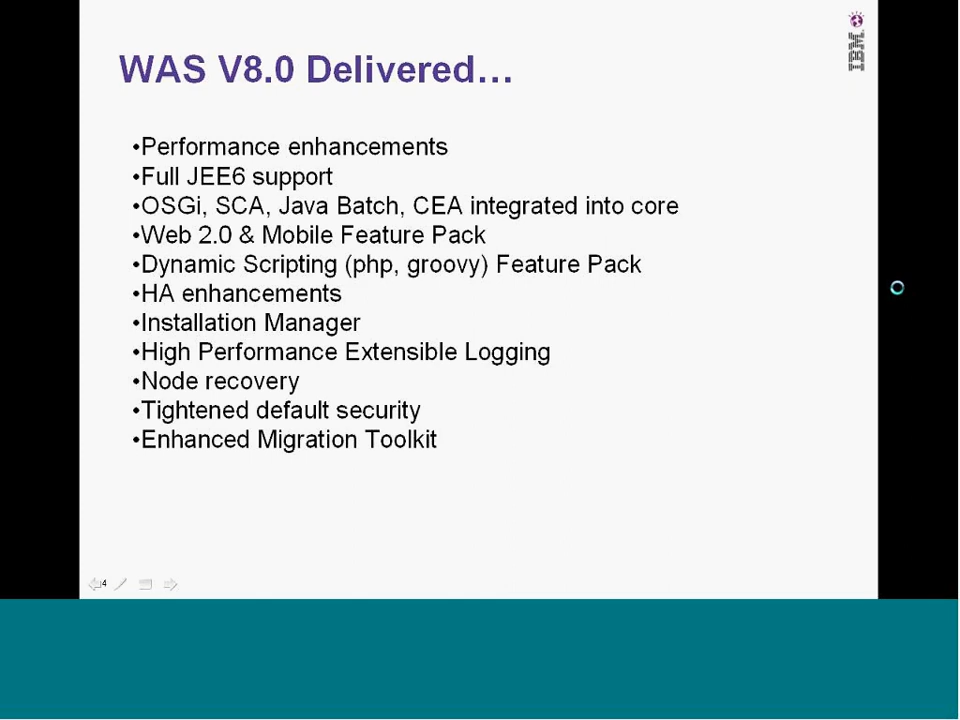 IBM.
WAS V8.0 Delivered…
•Performance enhancements
•Full JEE6 support
•OSGi, SCA, Java Batch, CEA integrated into core
•Web 2.0 & Mobile Feature Pack
•Dynamic Scripting (php, groovy) Feature Pack
•HA enhancements
•Installation Manager
•High Performance Extensible Logging
•Node recovery
•Tightened default security
•Enhanced Migration Toolkit
4